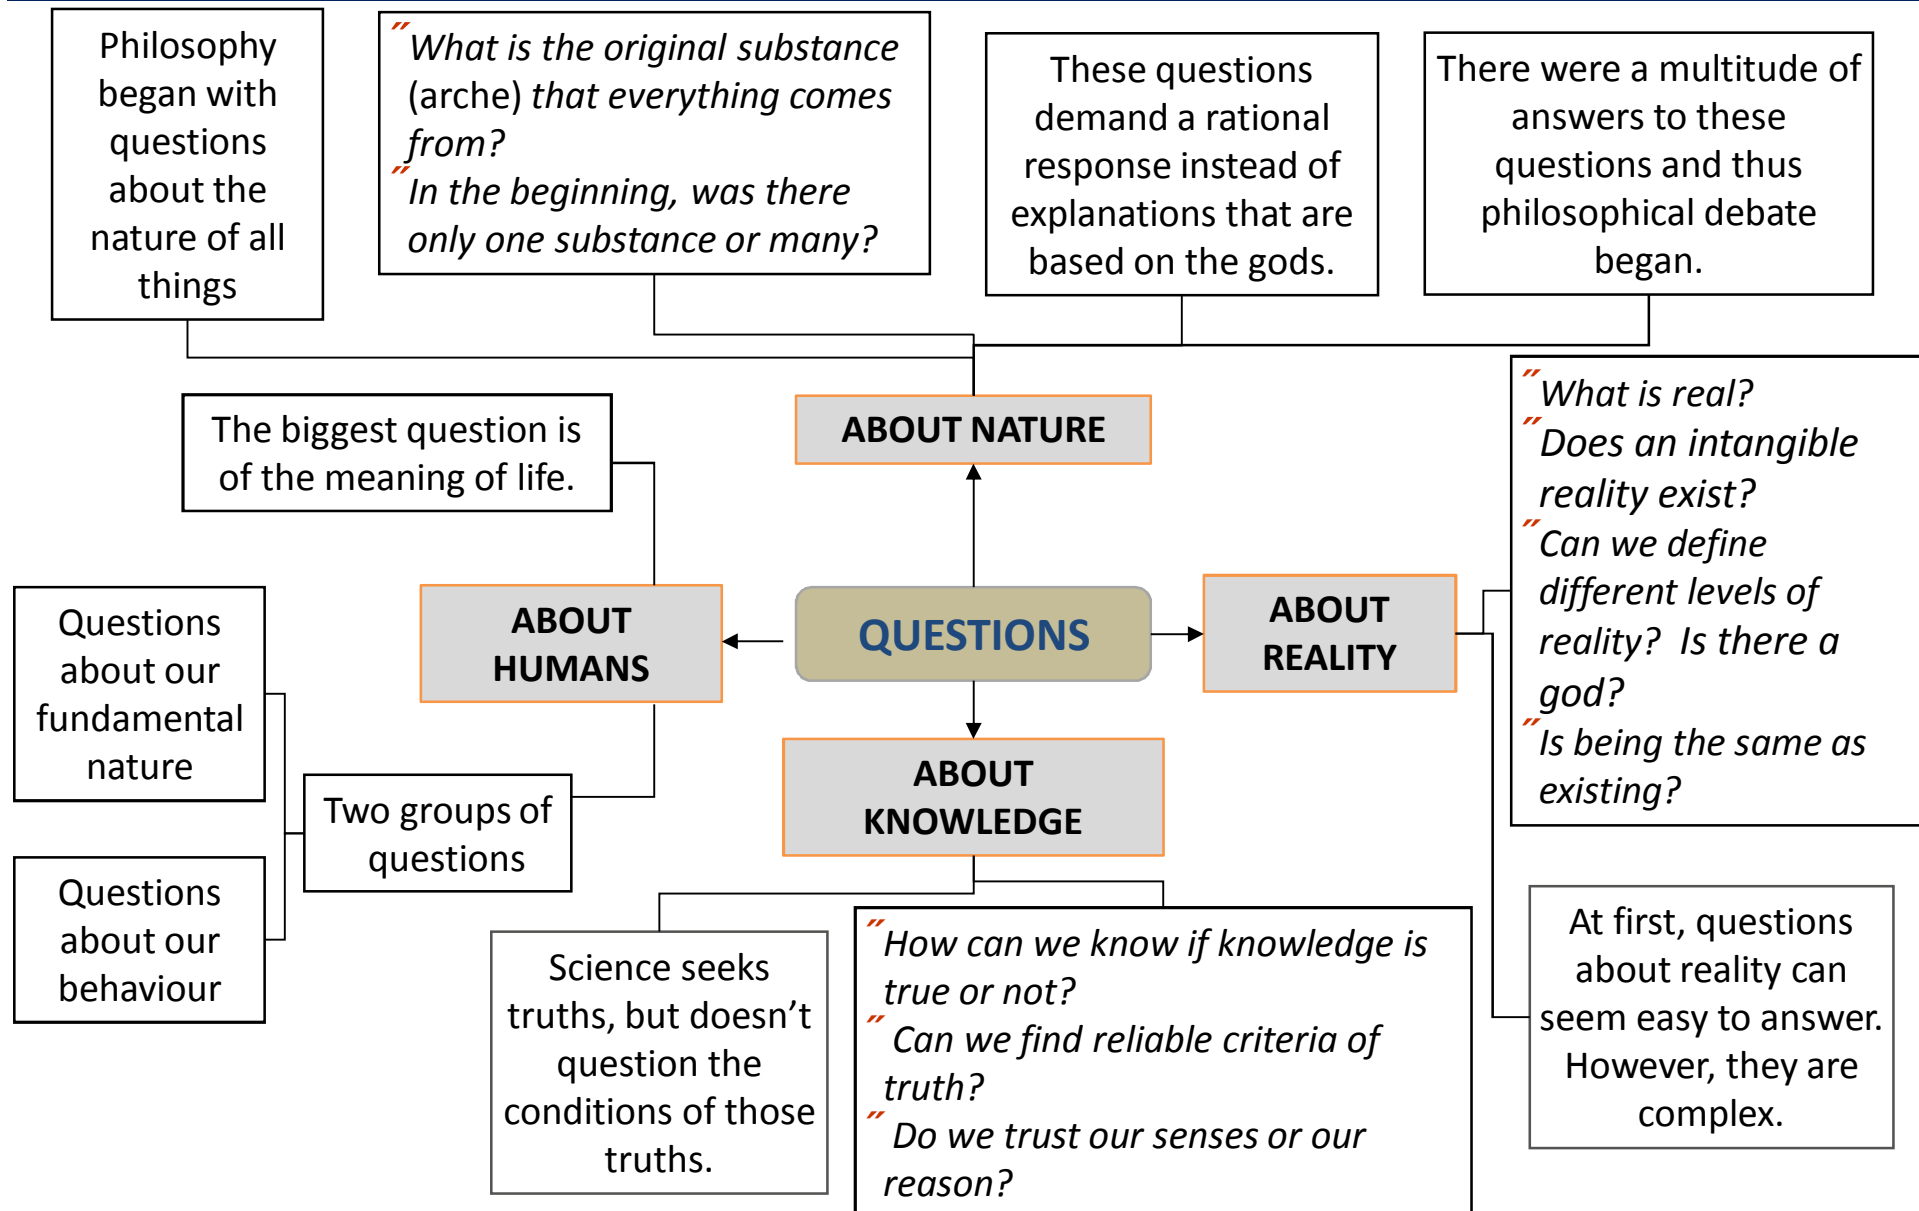 Philosophy
began with
questions
about the
nature of all
things
What is the original substance
(arche) that everything comes
from?
In the beginning, was there
only one substance or many?
These questions
demand a rational
response instead of
explanations that are
based on the gods.
There were a multitude of
answers to these
questions and thus
philosophical debate
began.
The biggest question is
of the meaning of life.
ABOUT NATURE
What is real?
Does an intangible
reality exist?
Can we define
different levels of
reality? Is there a
god?
Is being the same as
existing?
Questions
about our
fundamental
nature
ABOUT
HUMANS
QUESTIONS
ABOUT
REALITY
Two groups of
questions
ABOUT
KNOWLEDGE
Questions
about our
behaviour
Science seeks
truths, but doesn’t
question the
conditions of those
truths.
How can we know if knowledge is
true or not?
Can we find reliable criteria of
truth?
Do we trust our senses or our
reason?
At first, questions
about reality can
seem easy to answer.
However, they are
complex.